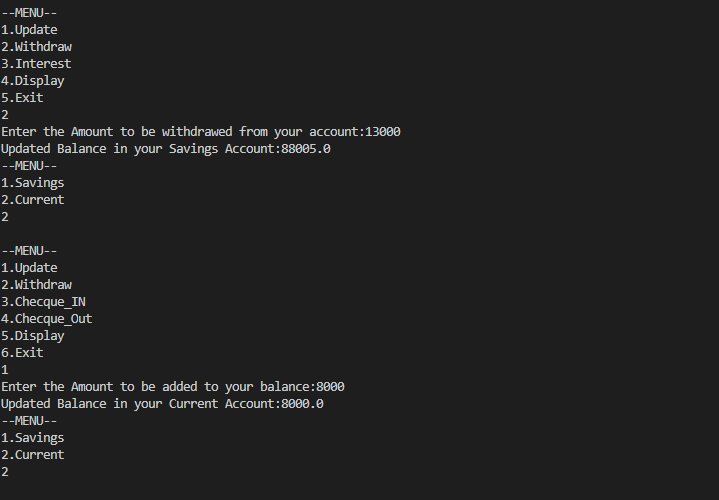 --MENU--
1.Update
2.Withdraw
3.Interest
4.Display
5.Exit
2
Enter the Amount to be withdrawed from your account:13000
Updated Balance in your Savings Account:88005.0
--MENU--
1.Savings
2.Current
2

--MENU--
1.Update
2.Withdraw
3.Checque_IN
4.Checque_Out
5.Display
6.Exit
1
Enter the Amount to be added to your balance:8000
Updated Balance in your Current Account:8000.0
--MENU--
1.Savings
2.Current
2